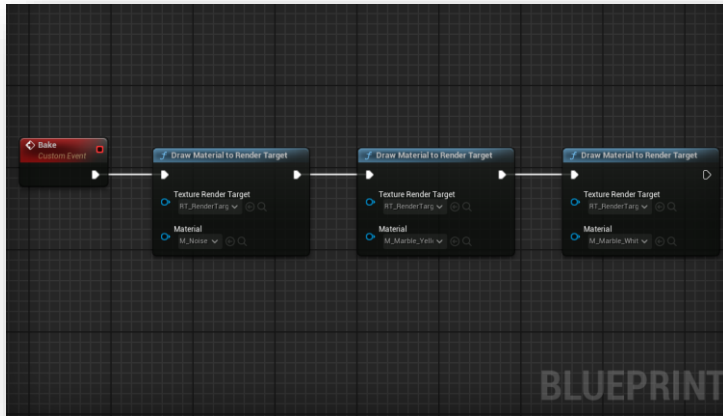 Bake
Custom Event
f Draw Material to Render Target
Texture Render Target
RT_RenderTarg
Material
M_Noise
f Draw Material to Render Target
Texture Render Target
RT_RenderTarg
Material
M_Marble_Yell
f Draw Material to Render Target
Texture Render Target
RT_RenderTarg
Material
M_Marble_Whit
BLUEPRINT